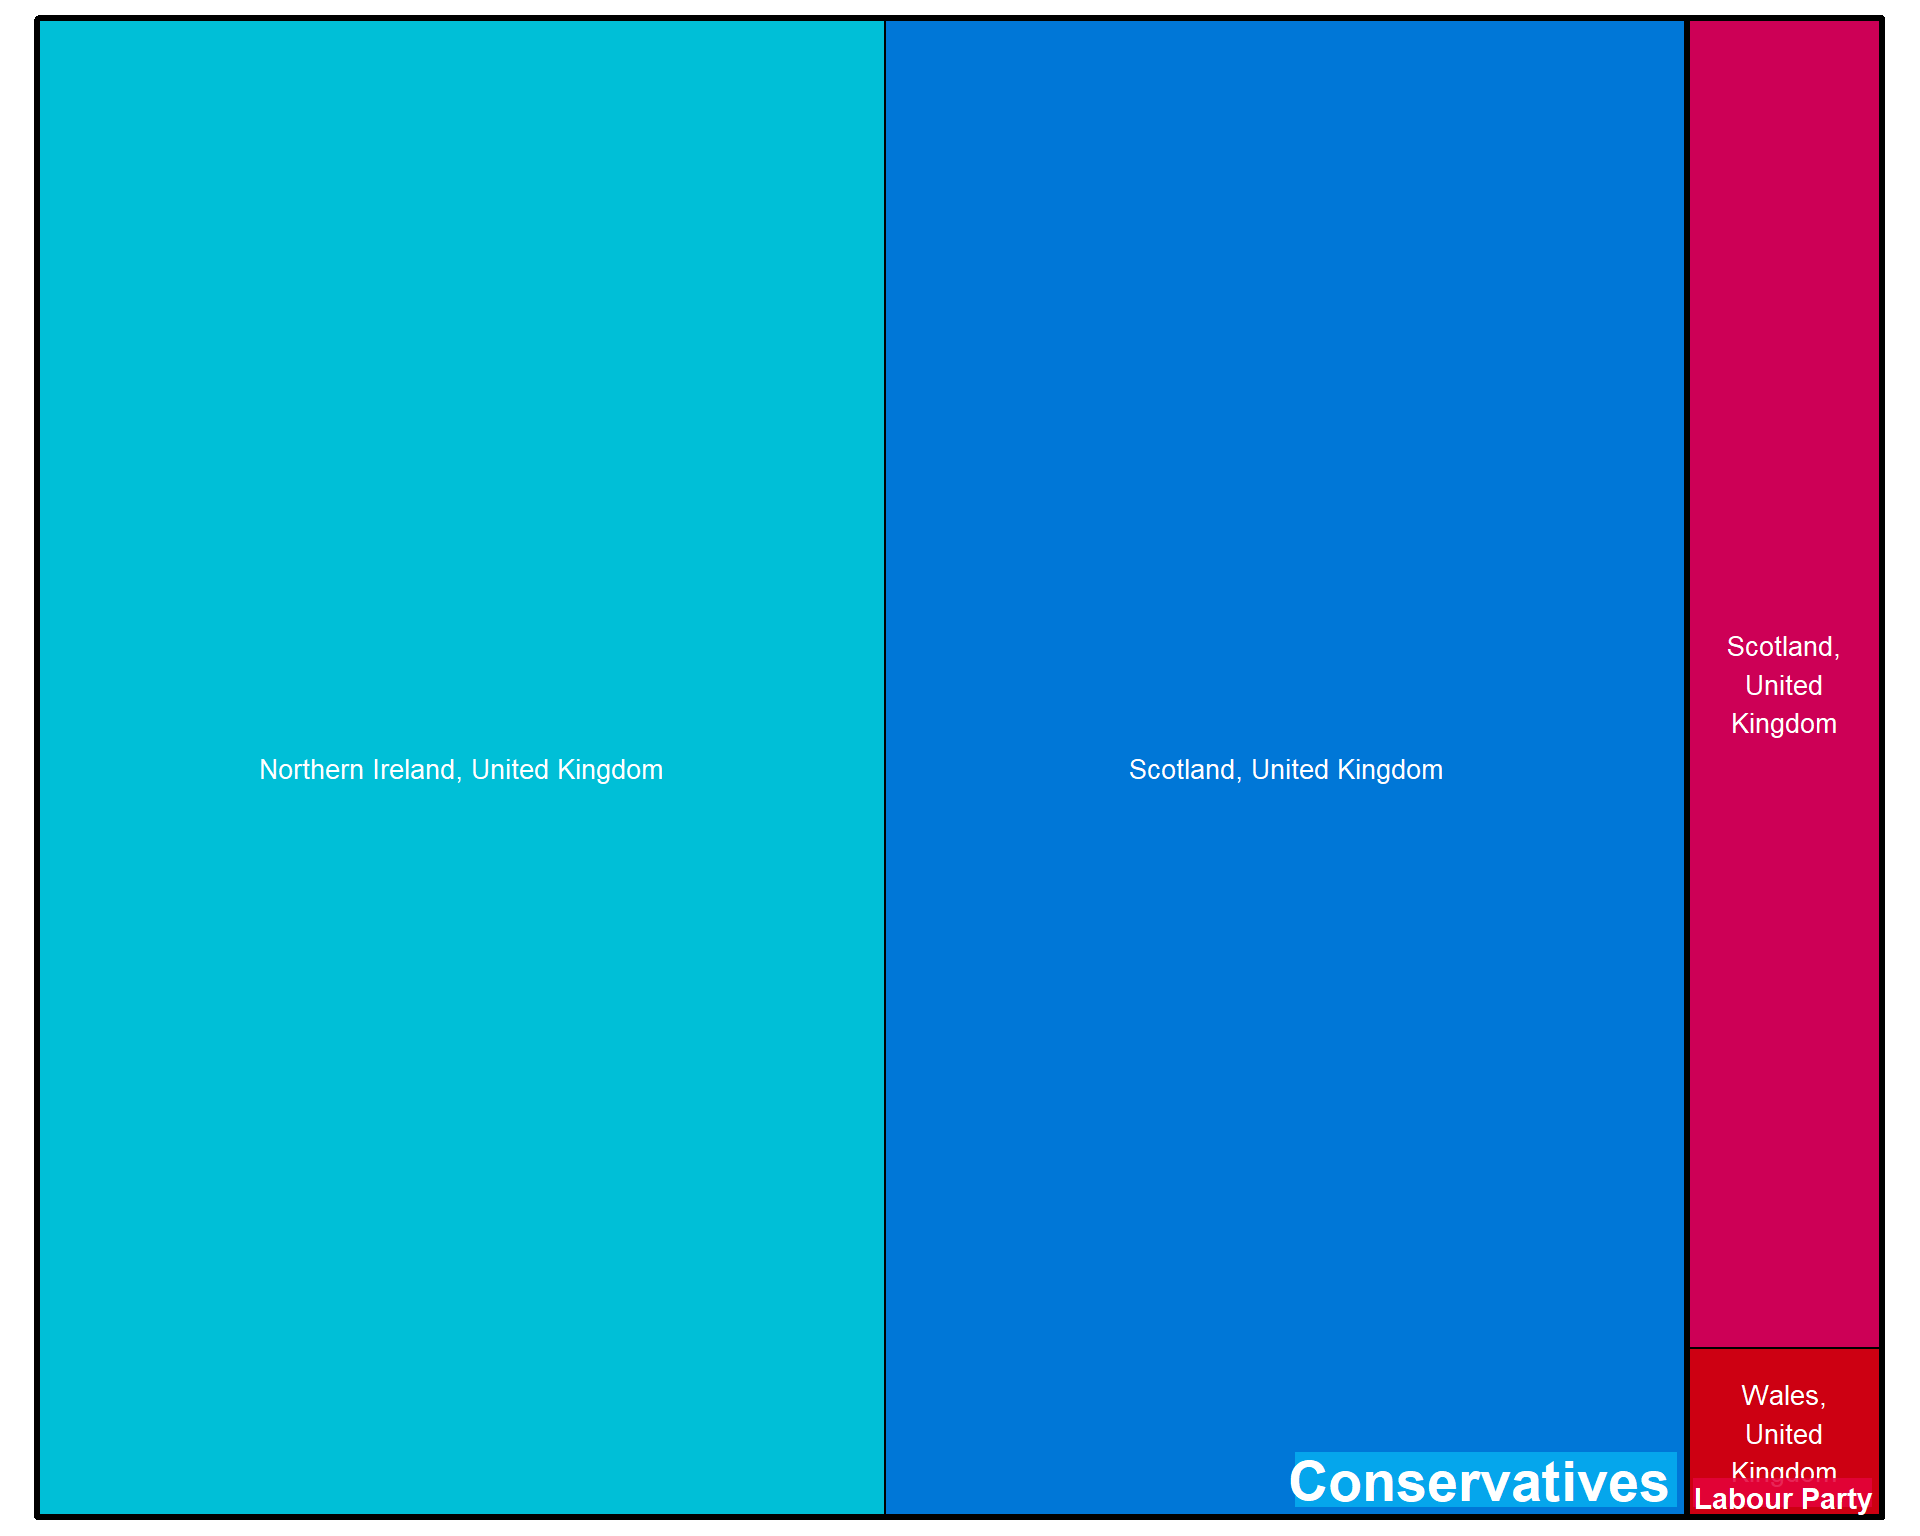 Northern Ireland, United Kingdom
Scotland, United Kingdom
Conservatives
Scotland,
United
Kingdom
Wales,
United
Kingdom
Labour Party